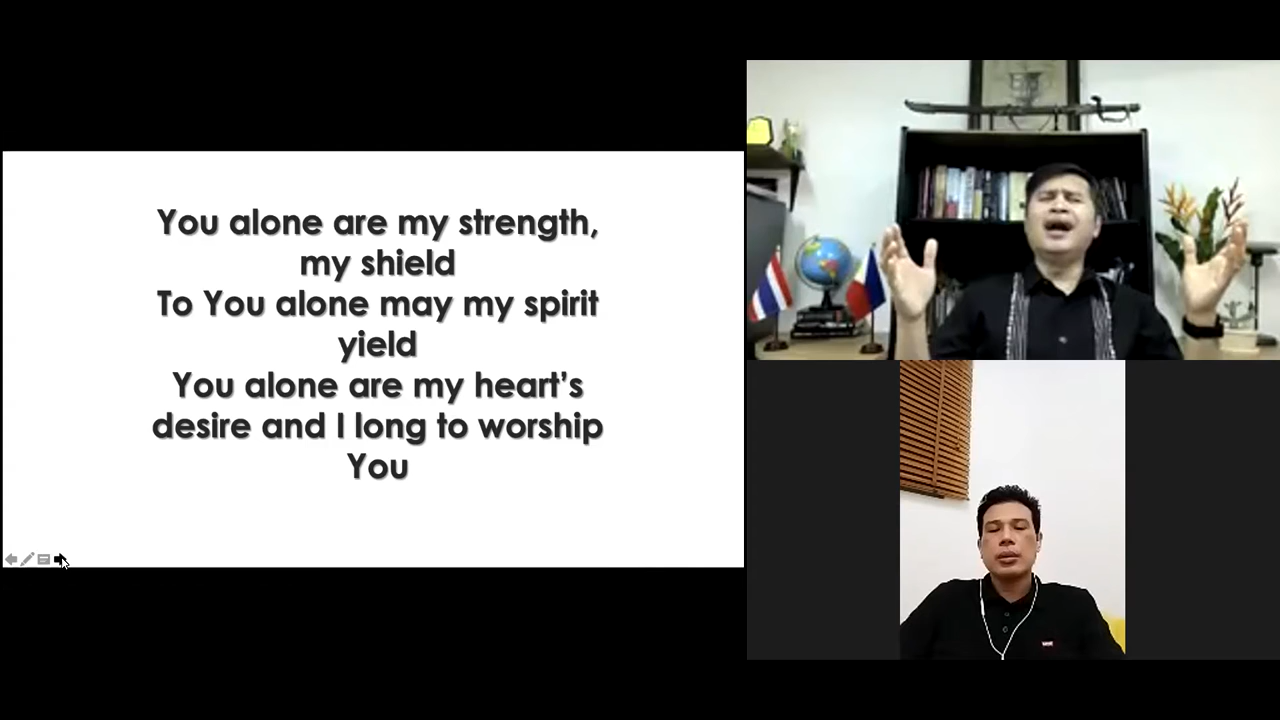 You alone are my strength,
my shield
To You alone may my spirit
yield
You alone are my heart's
desire and I long to worship
You